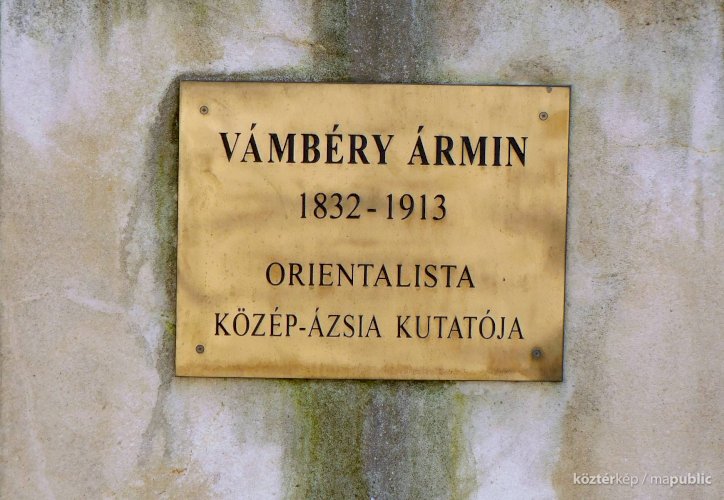 VÁMBÉRY ÁRMIN
1832-1913
ORIENTALISTA
KÖZÉP-ÁZSIA KUTATÓJA
köztérkép / mapublic